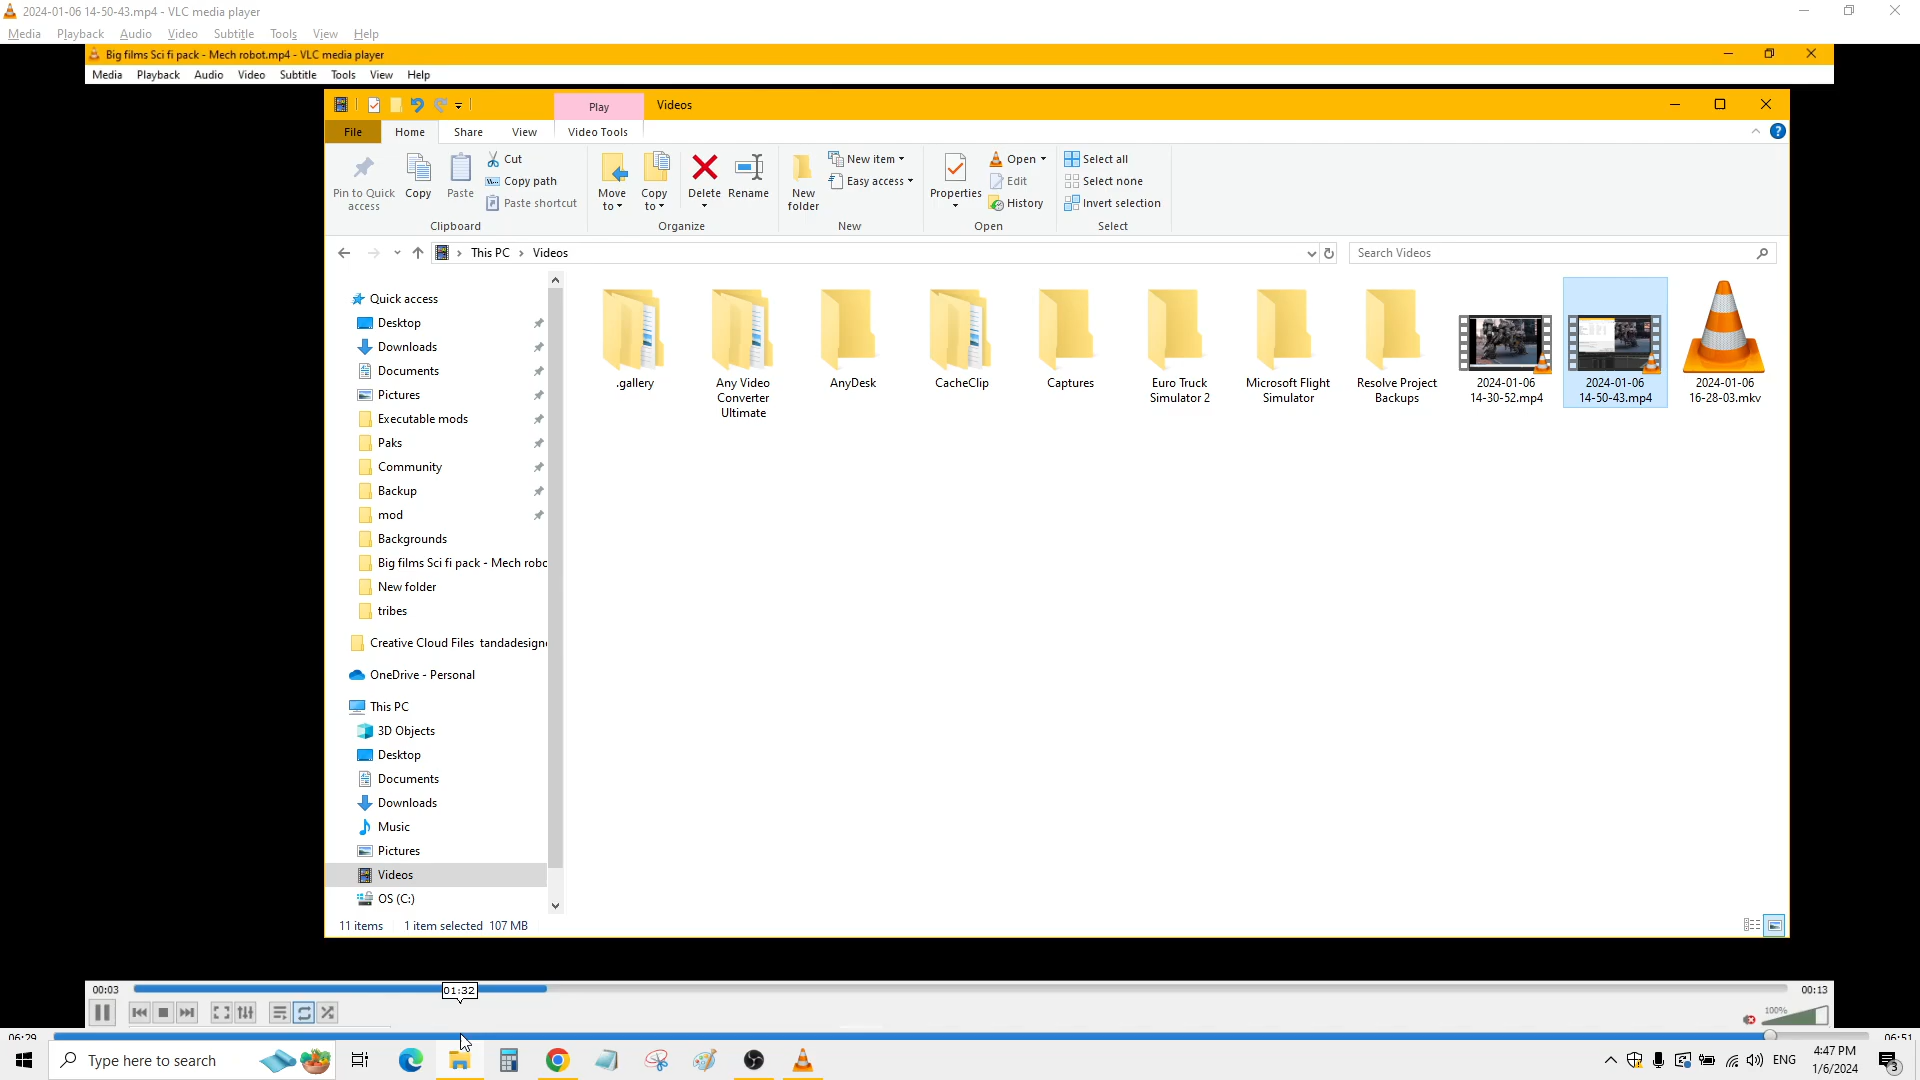 2024-01-06 14-50-43.mp4 - VLC media player
Media Playback Audio Video Subtitle Tools View Help
Big films Sci fi pack - Mech robot.mp4 - VLC media player
Media Playback Audio Video Subtitle Tools View Help
Play Videos
File Home Share View Video Tools
Pin to Quick access
Copy
Paste
Cut
Copy path
Paste shortcut
Clipboard
Move to
Copy to
Delete
Rename
Organize
New folder
New item
Easy access
New
Properties
Open
Edit
History
Open
Select all
Select none
Invert selection
Select
This PC > Videos
Search Videos
Quick access
Desktop
Downloads
Documents
Pictures
Executable mods
Paks
Community
Backup
mod
Backgrounds
Big films Sci fi pack - Mech robc
New folder
tribes
Creative Cloud Files tandadesign
OneDrive - Personal
This PC
3D Objects
Desktop
Documents
Downloads
Music
Pictures
Videos
OS (C:)
.gallery
Any Video
Converter
Ultimate
AnyDesk
CacheClip
Captures
Euro Truck
Simulator 2
Microsoft Flight
Simulator
Resolve Project
Backups
2024-01-06
14-30-52.mp4
2024-01-06
14-50-43.mp4
2024-01-06
16-28-03.mkv
11 items 1 item selected 107 MB
00:03 01:32 00:13
100%
06:29 06:51
Type here to search
ENG
4:47 PM
1/6/2024
3